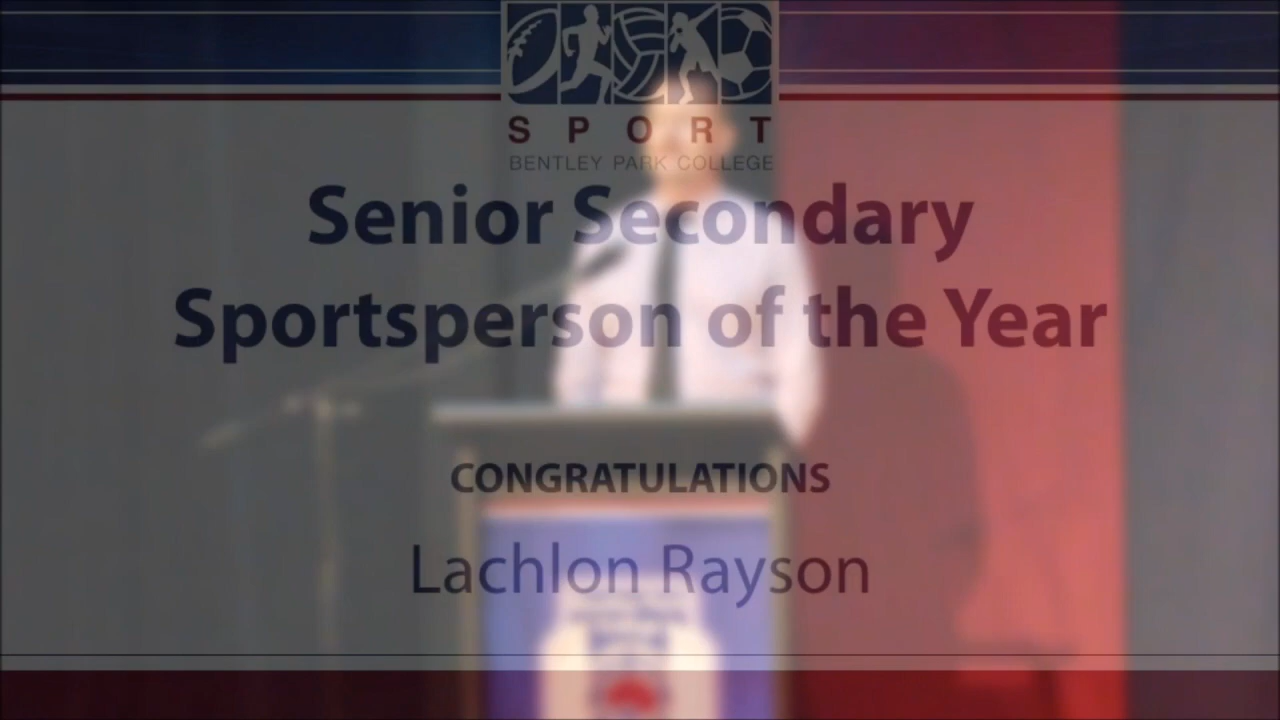 SPORT
BENTLEY PARK COLLEGE
Senior Secondary
Sportsperson of the Year
CONGRATULATIONS
Lachlon Rayson